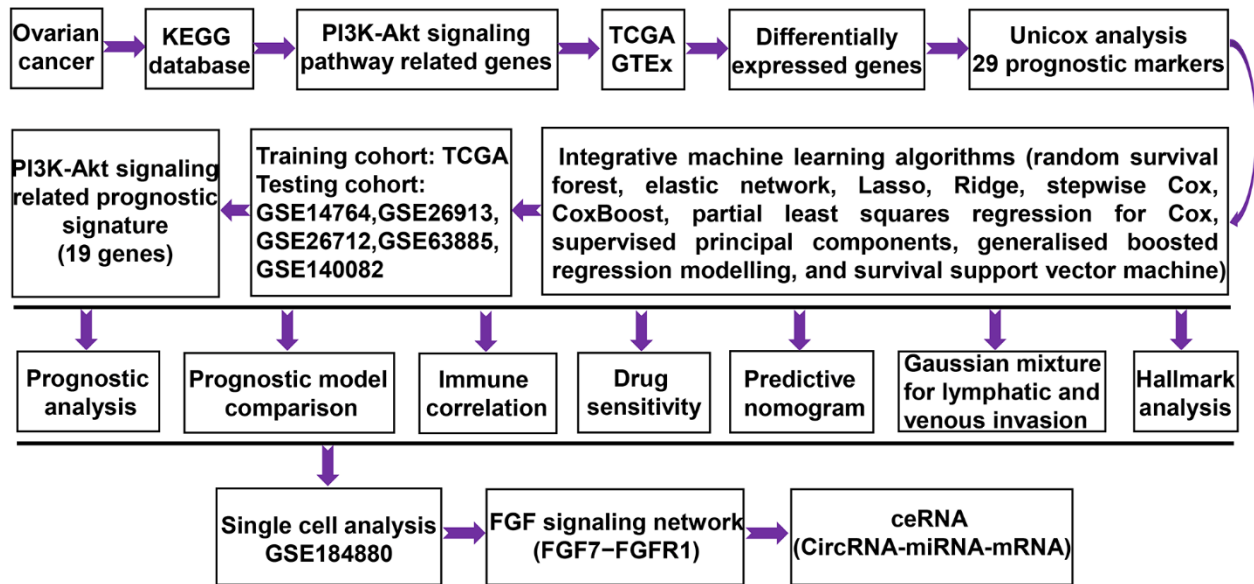 Ovarian
cancer
KEGG
database
PI3K-Akt signaling
pathway related genes
TCGA
GTEx
Differentially
expressed genes
Unicox analysis
29 prognostic markers
PI3K-Akt signaling
related prognostic
signature
(19 genes)
Training cohort: TCGA
Testing cohort:
GSE14764,GSE26913,
GSE26712,GSE63885,
GSE140082
Integrative machine learning algorithms (random survival
forest, elastic network, Lasso, Ridge, stepwise Cox,
CoxBoost, partial least squares regression for Cox,
supervised principal components, generalised boosted
regression modelling, and survival support vector machine)
Prognostic
analysis
Prognostic model
comparison
Immune
correlation
Drug
sensitivity
Predictive
nomogram
Gaussian mixture
for lymphatic and
venous invasion
Hallmark
analysis
Single cell analysis
GSE184880
FGF signaling network
(FGF7−FGFR1)
ceRNA
(CircRNA-miRNA-mRNA)